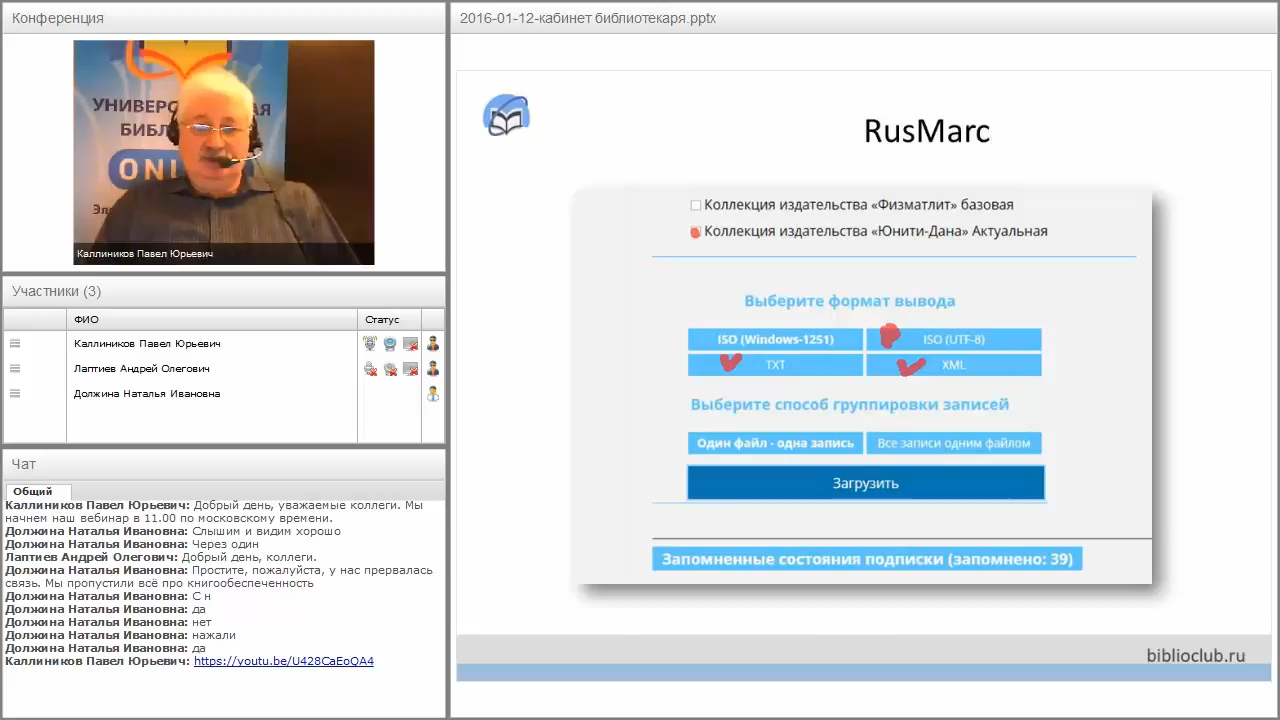 Конференция
УНИВЕРС
АЯ
БИБЛ
ONL
Эл
Каллиников Павел Юрьевич
Участники (3)
ФИО
Статус
Каллиников Павел Юрьевич
Лаптиев Андрей Олегович
Должина Наталья Ивановна
Чат
Общий
Каллиников Павел Юрьевич: Добрый день, уважаемые коллеги. Мы
начнем наш вебинар в 11.00 по московскому времени.
Должина Наталья Ивановна: Слышим и видим хорошо
Должина Наталья Ивановна: Через один
Лаптиев Андрей Олегович: Добрый день, коллеги.
Должина Наталья Ивановна: Простите, пожалуйста, у нас прервалась
связь. Мы пропустили всё про книгообеспеченность
Должина Наталья Ивановна: С н
Должина Наталья Ивановна: да
Должина Наталья Ивановна: нет
Должина Наталья Ивановна: нажали
Должина Наталья Ивановна: да
Каллиников Павел Юрьевич: https://youtu.be/U428CaEoQA4
2016-01-12-кабинет библиотекаря.pptx
RusMarc
Коллекция издательства «Физматлит» базовая
Коллекция издательства «Юнити-Дана» Актуальная
Выберите формат вывода
ISO (Windows-1251)
ISO (UTF-8)
TXT
XML
Выберите способ группировки записей
Один файл - одна запись
Все записи одним файлом
Загрузить
Запомненные состояния подписки (запомнено: 39)
biblioclub.ru